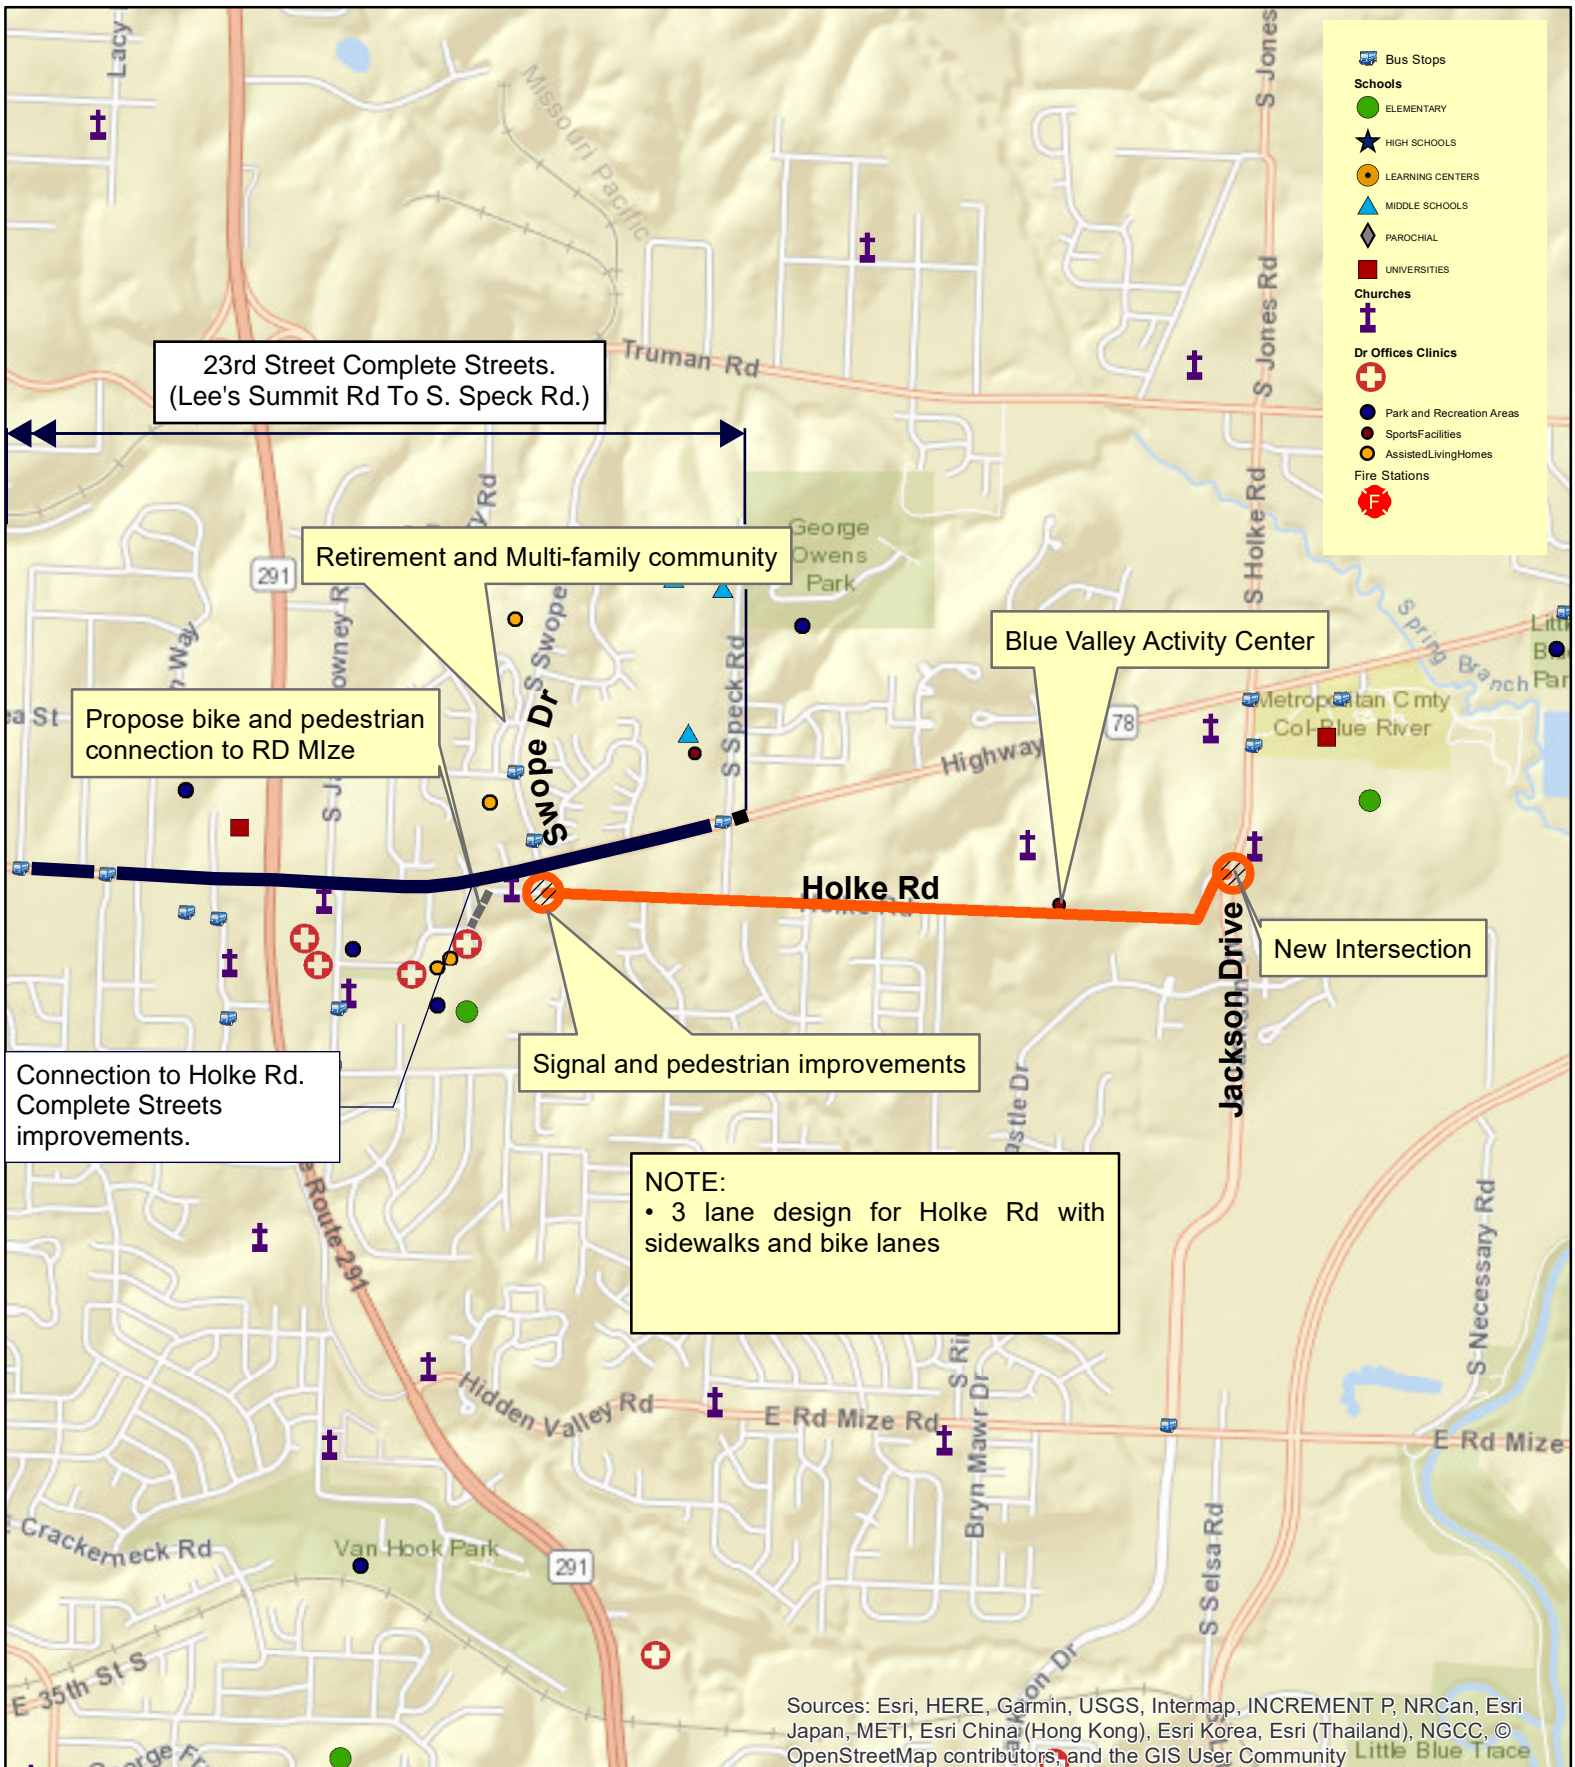 Lacy
Missouri Pacific
S Jones
Bus Stops
Schools
ELEMENTARY
HIGH SCHOOLS
LEARNING CENTERS
MIDDLE SCHOOLS
PAROCHIAL
UNIVERSITIES
Churches
Dr Offices Clinics
Park and Recreation Areas
SportsFacilities
AssistedLivingHomes
Fire Stations
F
S Jones Rd
Truman Rd
23rd Street Complete Streets.
(Lee's Summit Rd To S. Speck Rd.)
S Holke Rd
George
Owens
Park
291
Retirement and Multi-family community
S Swope
Swope Dr
S Speck Rd
Blue Valley Activity Center
Spring Branch
78
Highway
Metropolitan Cmty
Col-Blue River
Propose bike and pedestrian
connection to RD MIze
Holke Rd
Holke Rd
New Intersection
Jackson Drive
Signal and pedestrian improvements
Connection to Holke Rd.
Complete Streets
improvements.
NOTE:
• 3 lane design for Holke Rd with
sidewalks and bike lanes
Route 291
S Necessary Rd
Hidden Valley Rd
E Rd Mize Rd
E Rd Mize
Bryn Mawr Dr
Crackerneck Rd
Van Hook Park
291
S Selsa Rd
E 35th St S
Sources: Esri, HERE, Garmin, USGS, Intermap, INCREMENT P, NRCan, Esri
Japan, METI, Esri China (Hong Kong), Esri Korea, Esri (Thailand), NGCC, ©
OpenStreetMap contributors, and the GIS User Community
Little Blue Trace